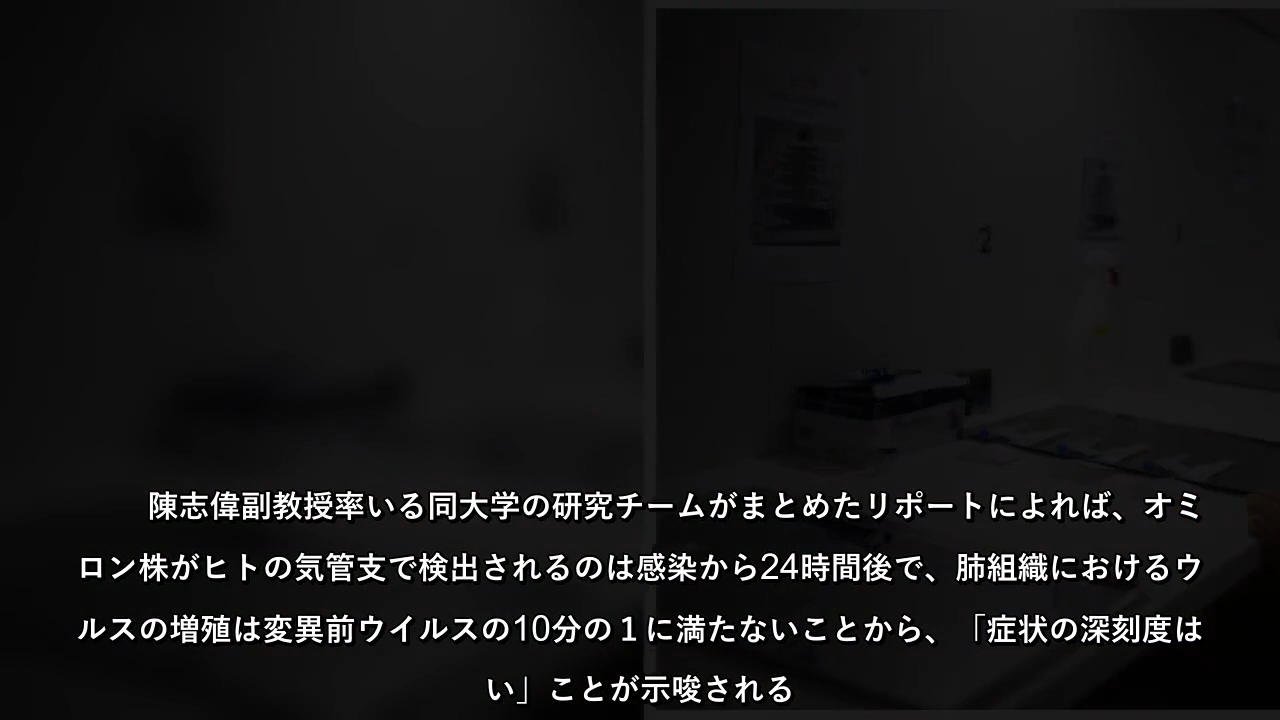 陳志偉副教授率いる同大学の研究チームがまとめたリポートによれば、オミ
ロン株がヒトの気管支で検出されるのは感染から24時間後で、肺組織におけるウ
ルスの増殖は変異前ウイルスの10分の１に満たないことから、「症状の深刻度は
い」ことが示唆される